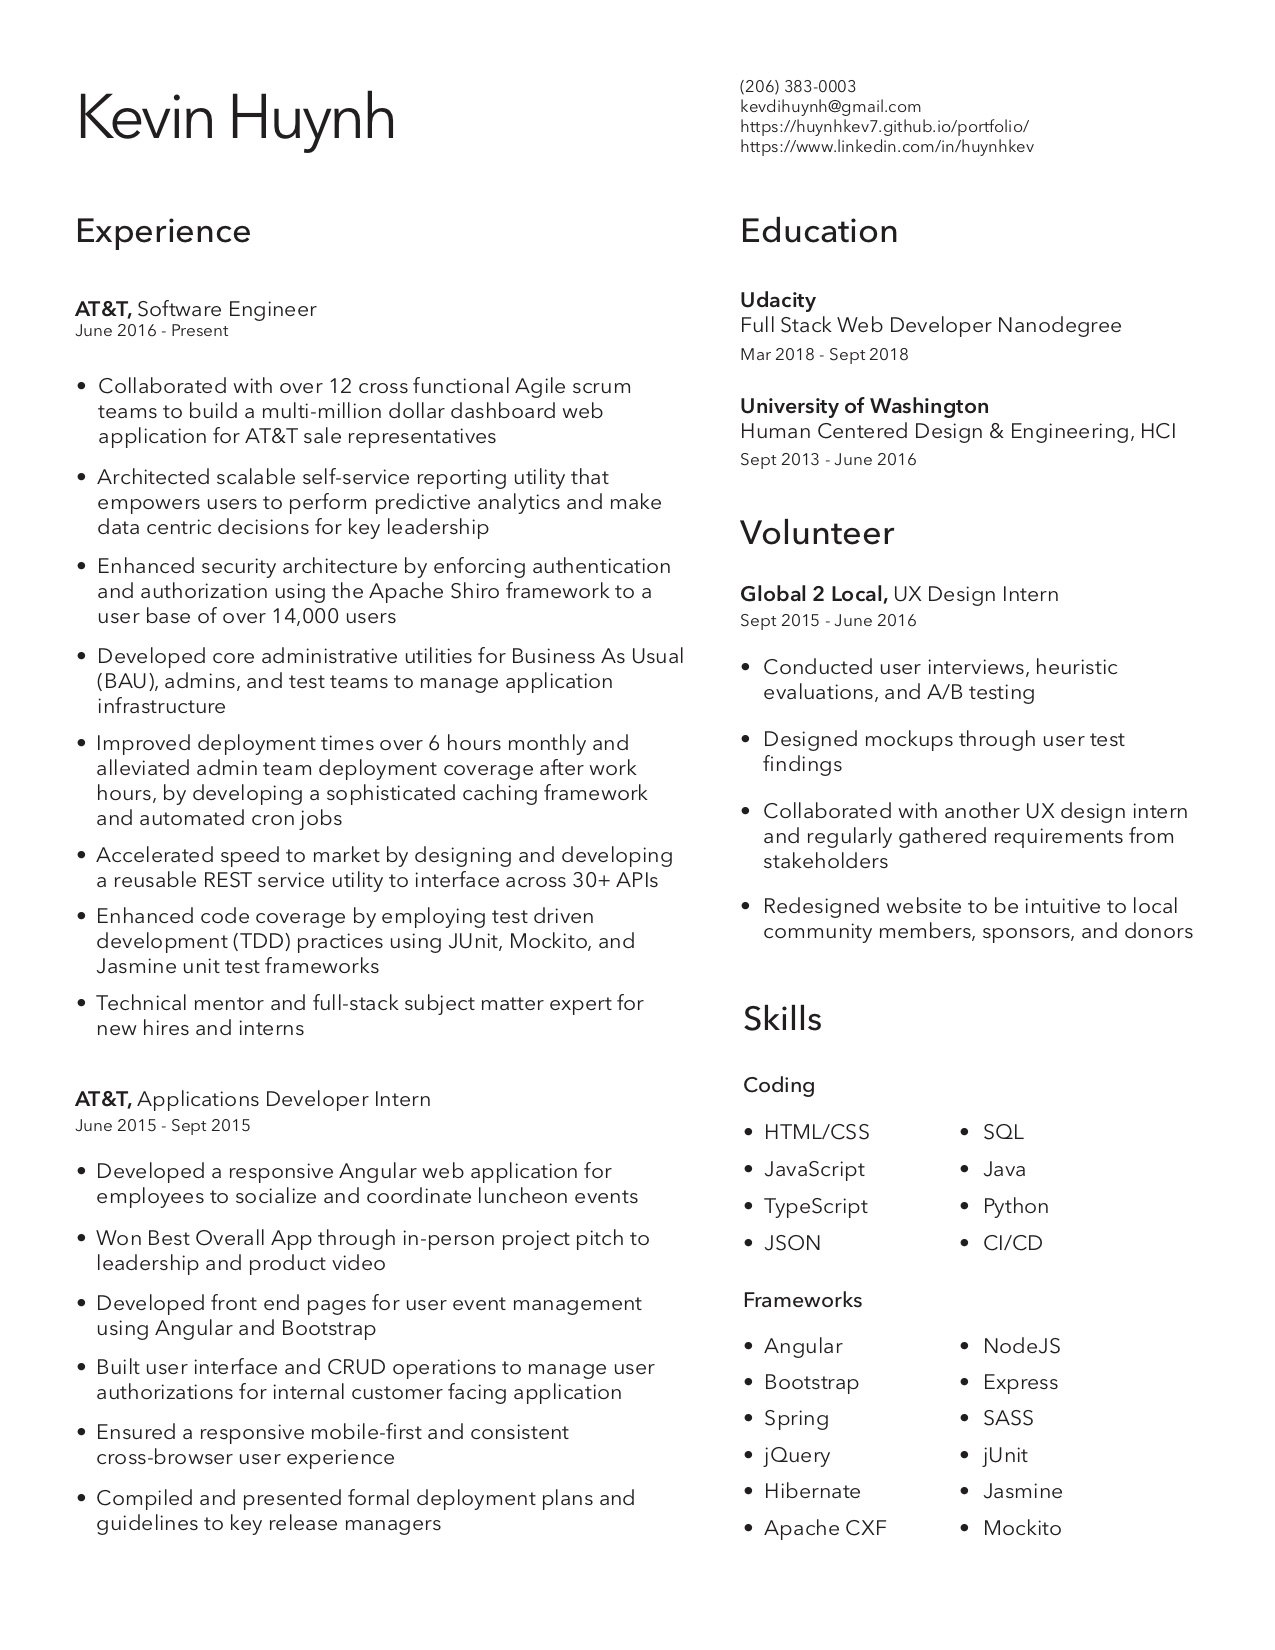 Kevin Huynh
(206) 383-0003
kevdihuynh@gmail.com
https://huynhkev7.github.io/portfolio/
https://www.linkedin.com/in/huynhkev
Experience
AT&T, Software Engineer
June 2016 - Present
• Collaborated with over 12 cross functional Agile scrum
teams to build a multi-million dollar dashboard web
application for AT&T sale representatives
• Architected scalable self-service reporting utility that
empowers users to perform predictive analytics and make
data centric decisions for key leadership
• Enhanced security architecture by enforcing authentication
and authorization using the Apache Shiro framework to a
user base of over 14,000 users
• Developed core administrative utilities for Business As Usual
(BAU), admins, and test teams to manage application
infrastructure
• Improved deployment times over 6 hours monthly and
alleviated admin team deployment coverage after work
hours, by developing a sophisticated caching framework
and automated cron jobs
• Accelerated speed to market by designing and developing
a reusable REST service utility to interface across 30+ APIs
• Enhanced code coverage by employing test driven
development (TDD) practices using JUnit, Mockito, and
Jasmine unit test frameworks
• Technical mentor and full-stack subject matter expert for
new hires and interns
AT&T, Applications Developer Intern
June 2015 - Sept 2015
• Developed a responsive Angular web application for
employees to socialize and coordinate luncheon events
• Won Best Overall App through in-person project pitch to
leadership and product video
• Developed front end pages for user event management
using Angular and Bootstrap
• Built user interface and CRUD operations to manage user
authorizations for internal customer facing application
• Ensured a responsive mobile-first and consistent
cross-browser user experience
• Compiled and presented formal deployment plans and
guidelines to key release managers
Education
Udacity
Full Stack Web Developer Nanodegree
Mar 2018 - Sept 2018
University of Washington
Human Centered Design & Engineering, HCI
Sept 2013 - June 2016
Volunteer
Global 2 Local, UX Design Intern
Sept 2015 - June 2016
• Conducted user interviews, heuristic
evaluations, and A/B testing
• Designed mockups through user test
findings
• Collaborated with another UX design intern
and regularly gathered requirements from
stakeholders
• Redesigned website to be intuitive to local
community members, sponsors, and donors
Skills
Coding
• HTML/CSS
• JavaScript
• TypeScript
• JSON
• SQL
• Java
• Python
• CI/CD
Frameworks
• Angular
• Bootstrap
• Spring
• jQuery
• Hibernate
• Apache CXF
• NodeJS
• Express
• SASS
• jUnit
• Jasmine
• Mockito